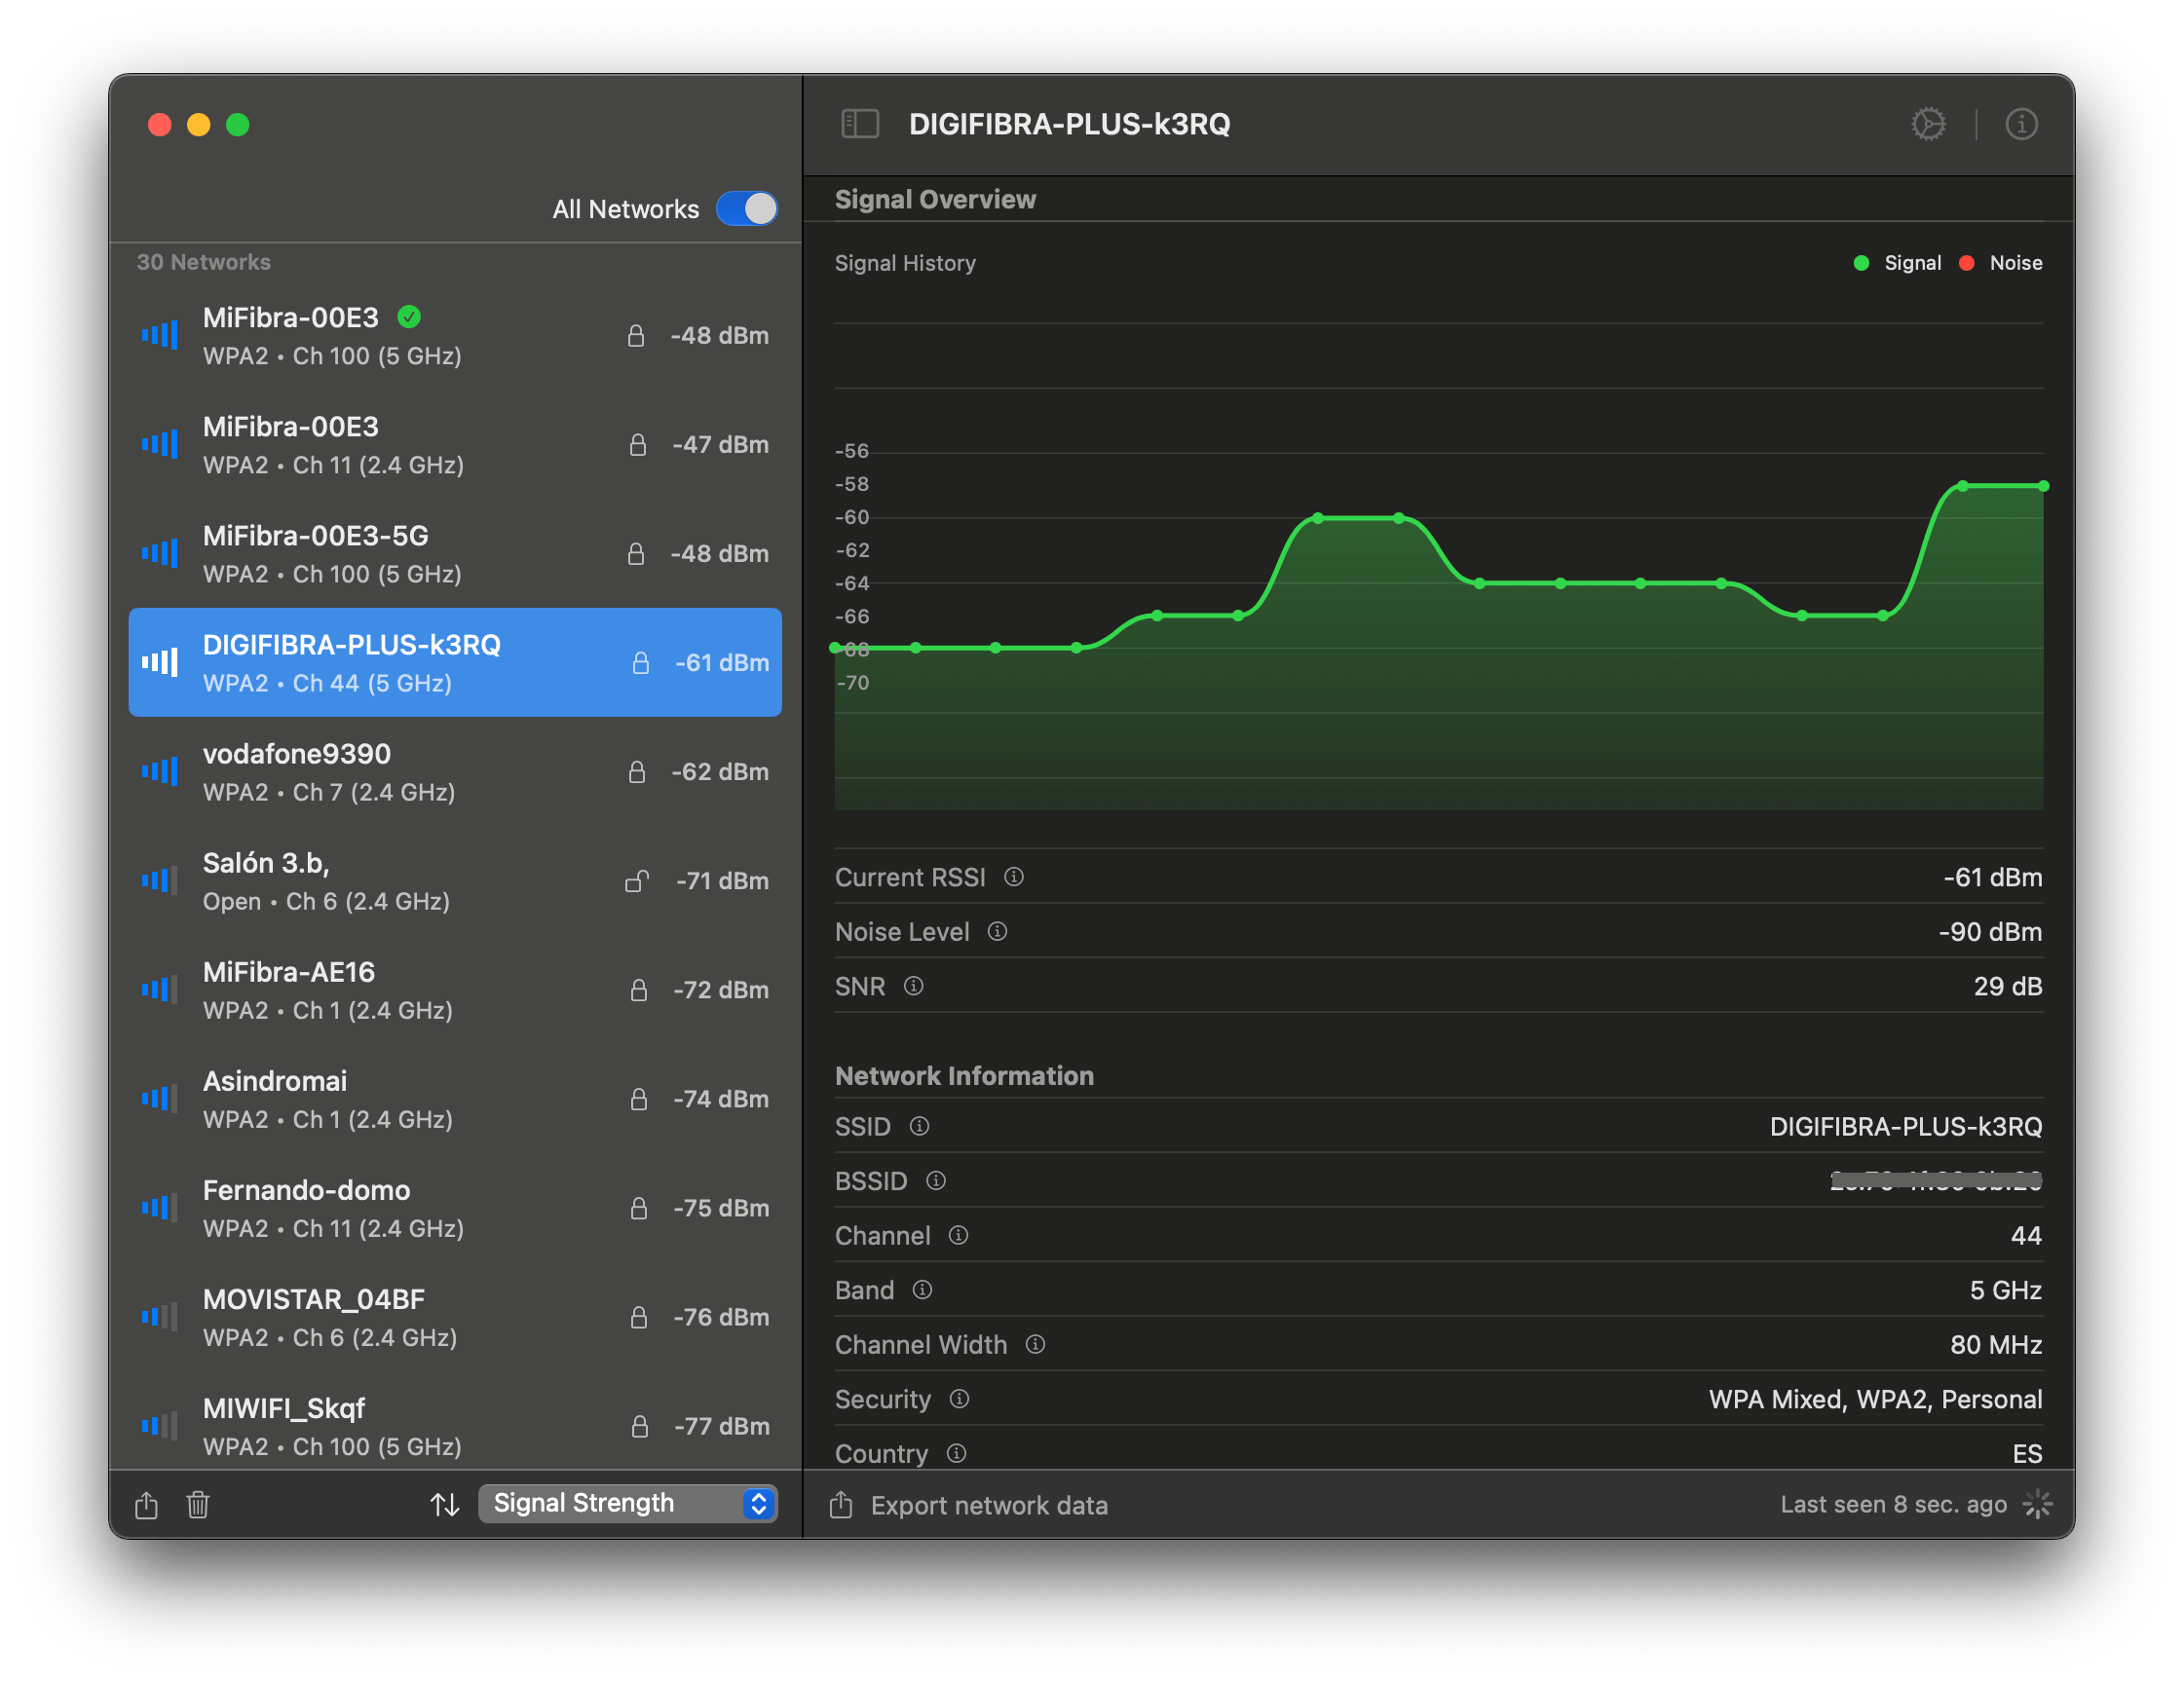 All Networks
30 Networks
MiFibra-00E3
WPA2 • Ch 100 (5 GHz)
-48 dBm
MiFibra-00E3
WPA2 • Ch 11 (2.4 GHz)
-47 dBm
MiFibra-00E3-5G
WPA2 • Ch 100 (5 GHz)
-48 dBm
DIGIFIBRA-PLUS-k3RQ
WPA2 • Ch 44 (5 GHz)
-61 dBm
vodafone9390
WPA2 • Ch 7 (2.4 GHz)
-62 dBm
Salón 3.b,
Open • Ch 6 (2.4 GHz)
-71 dBm
MiFibra-AE16
WPA2 • Ch 1 (2.4 GHz)
-72 dBm
Asindromai
WPA2 • Ch 1 (2.4 GHz)
-74 dBm
Fernando-domo
WPA2 • Ch 11 (2.4 GHz)
-75 dBm
MOVISTAR_04BF
WPA2 • Ch 6 (2.4 GHz)
-76 dBm
MIWIFI_Skqf
WPA2 • Ch 100 (5 GHz)
-77 dBm
Signal Strength
DIGIFIBRA-PLUS-k3RQ
Signal Overview
Signal History
Signal Noise
-56
-58
-60
-62
-64
-66
-68
-70
Current RSSI -61 dBm
Noise Level -90 dBm
SNR 29 dB
Network Information
SSID DIGIFIBRA-PLUS-k3RQ
BSSID
Channel 44
Band 5 GHz
Channel Width 80 MHz
Security WPA Mixed, WPA2, Personal
Country ES
Export network data
Last seen 8 sec. ago